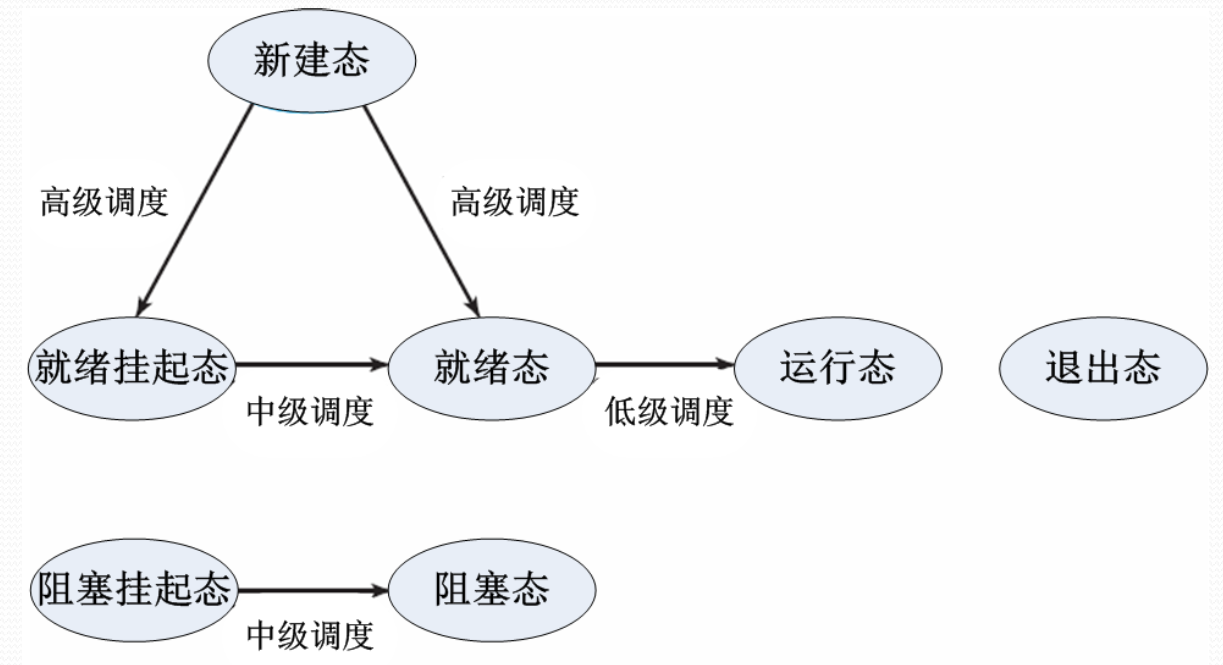 新建态
高级调度
高级调度
就绪挂起态
就绪态
运行态
退出态
中级调度
低级调度
阻塞挂起态
阻塞态
中级调度